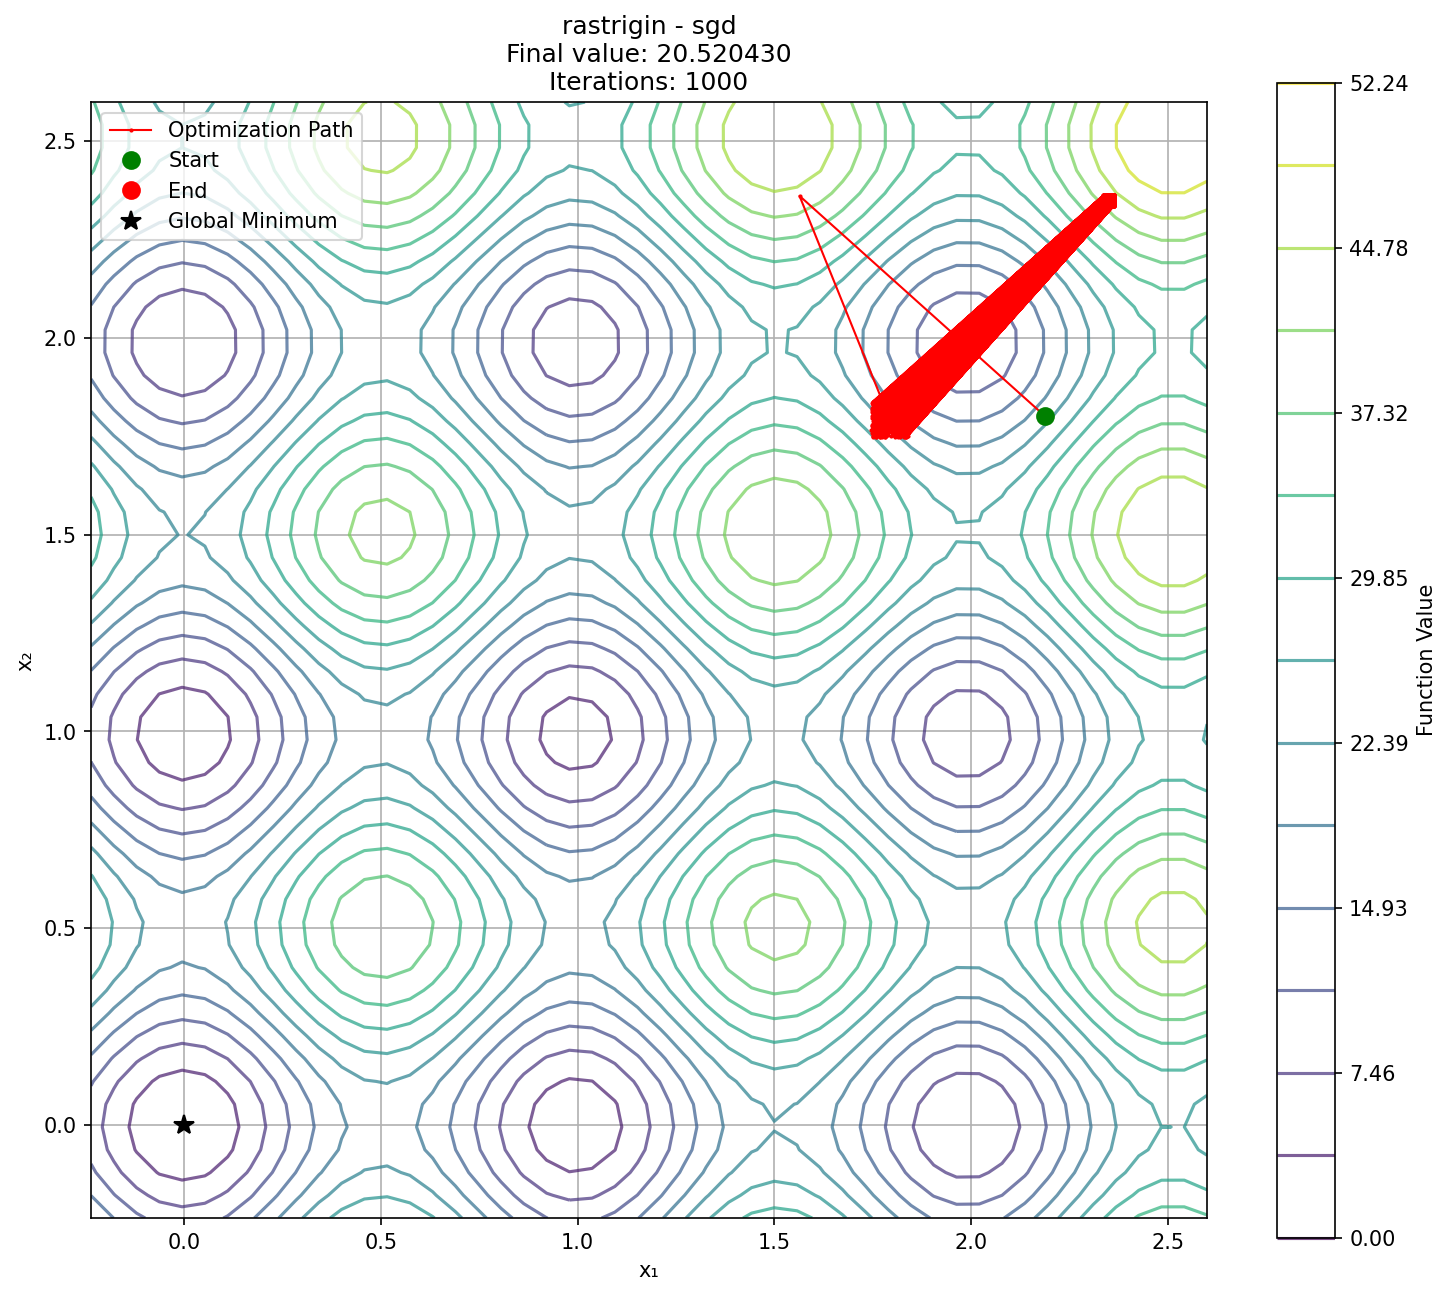 rastrigin - sgd
Final value: 20.520430
Iterations: 1000
Optimization Path
Start
End
Global Minimum
2.5
2.0
1.5
1.0
0.5
0.0
x₂
0.0
0.5
1.0
1.5
2.0
2.5
x₁
52.24
44.78
37.32
29.85
22.39
14.93
7.46
0.00
Function Value